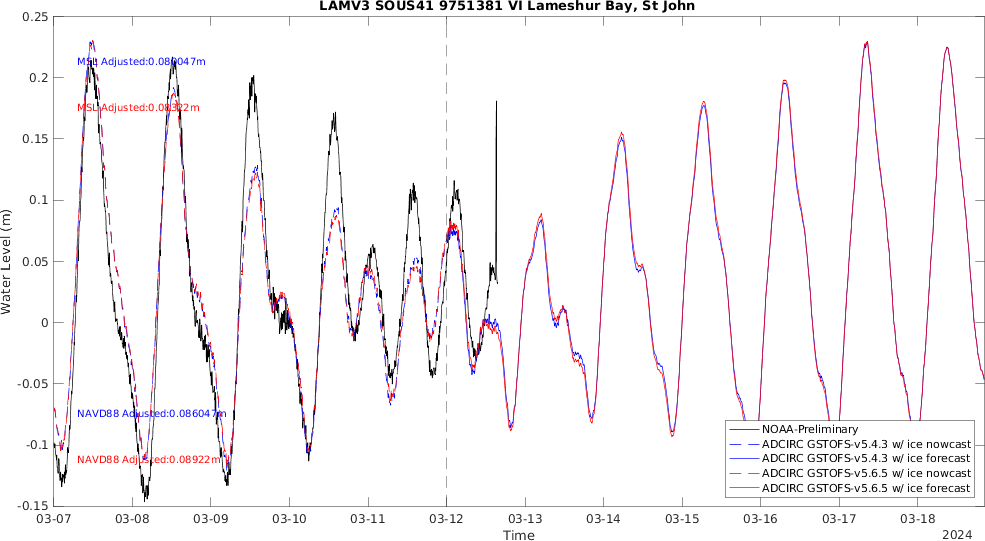 LAMV3 SOUS41 9751381 VI Lameshur Bay, St John
0.25
0.2
0.15
0.1
0.05
0
-0.05
-0.1
-0.15
Water Level (m)
MSL Adjusted:0.086047m
MSL Adjusted:0.08322m
NAVD88 Adjusted:0.086047m
NAVD88 Adjusted:0.08922m
NOAA-Preliminary
ADCIRC GSTOFS-v5.4.3 w/ ice nowcast
ADCIRC GSTOFS-v5.4.3 w/ ice forecast
ADCIRC GSTOFS-v5.6.5 w/ ice nowcast
ADCIRC GSTOFS-v5.6.5 w/ ice forecast
03-07 03-08 03-09 03-10 03-11 03-12 03-13 03-14 03-15 03-16 03-17 03-18
Time
2024